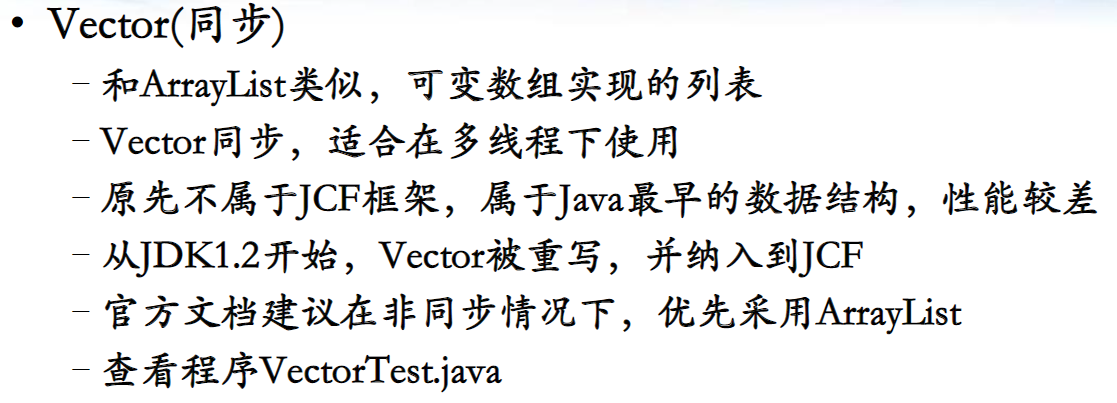 • Vector(同步)
– 和ArrayList类似，可变数组实现的列表
– Vector同步，适合在多线程下使用
– 原先不属于JCF框架，属于Java最早的数据结构，性能较差
– 从JDK1.2开始，Vector被重写，并纳入到JCF
– 官方文档建议在非同步情况下，优先采用ArrayList
– 查看程序VectorTest.java